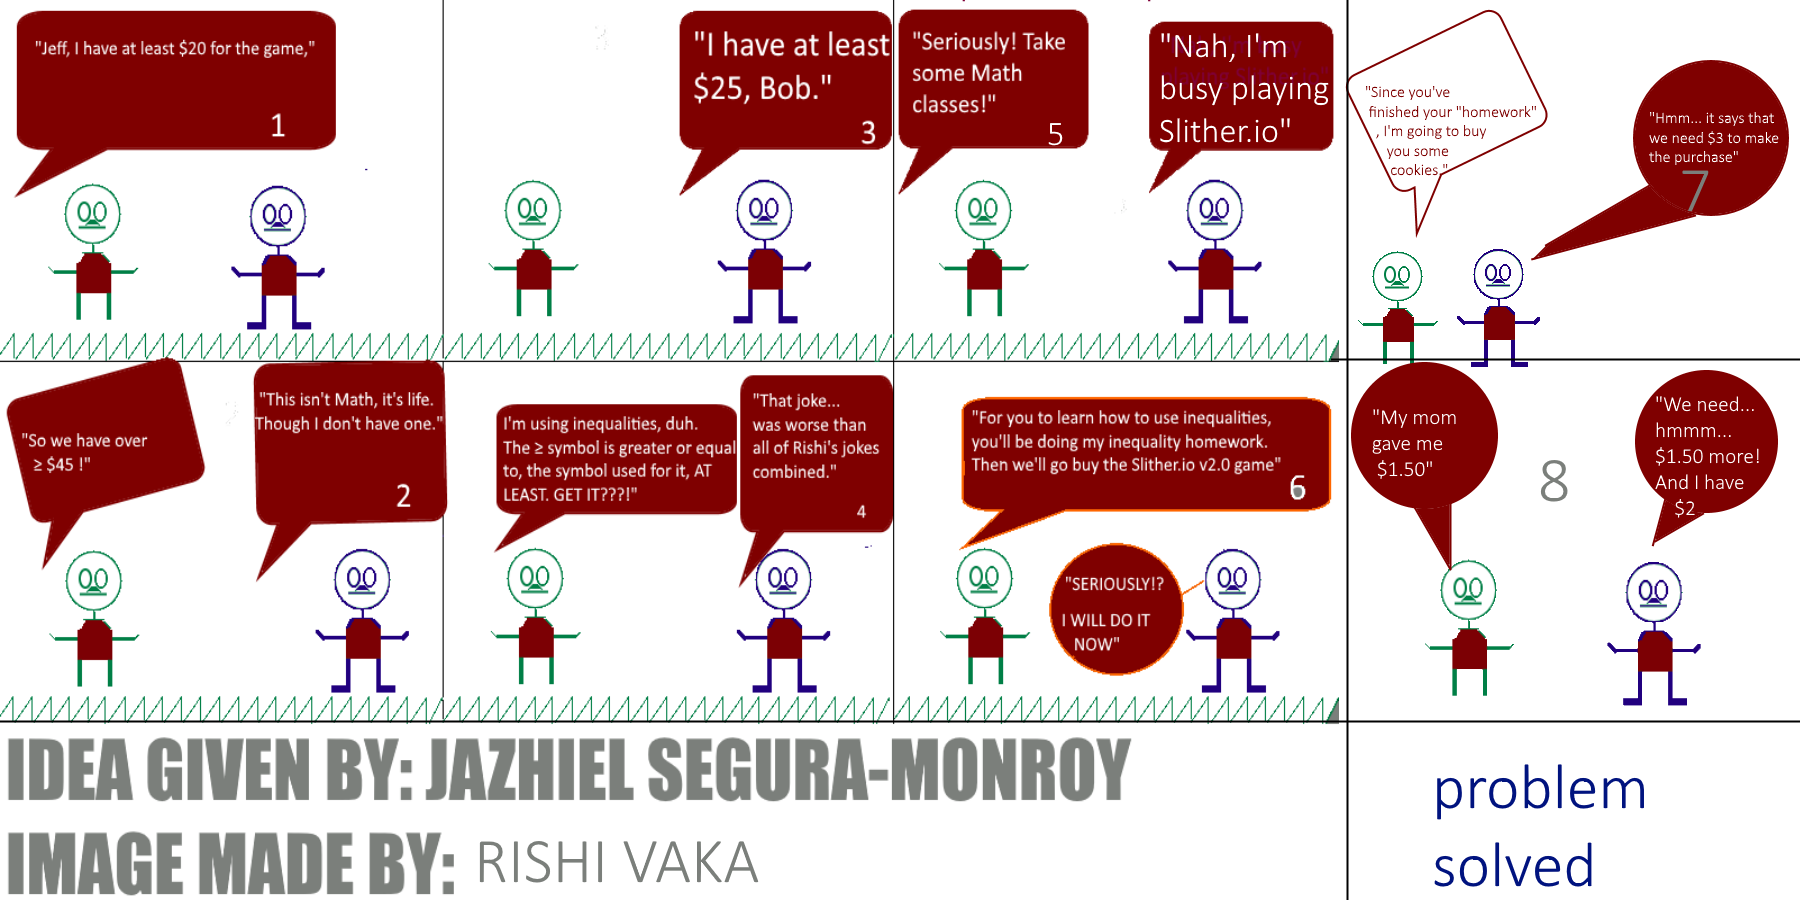 "Jeff, I have at least $20 for the game,"
1
"So we have over
≥ $45 !"
"This isn't Math, it's life.
Though I don't have one."
2
"I have at least
$25, Bob."
3
I'm using inequalities, duh.
The ≥ symbol is greater or equal
to, the symbol used for it, AT
LEAST. GET IT???!"
"That joke...
was worse than
all of Rishi's jokes
combined."
4
"Seriously! Take
some Math
classes!"
5
"Nah, I'm
busy playing
Slither.io"
"For you to learn how to use inequalities,
you'll be doing my inequality homework.
Then we'll go buy the Slither.io v2.0 game"
6
"SERIOUSLY!?
I WILL DO IT
NOW"
"Since you've
finished your "homework"
, I'm going to buy
you some
cookies."
"Hmm... it says that
we need $3 to make
the purchase"
7
"My mom
gave me
$1.50"
8
"We need...
hmmm...
$1.50 more!
And I have
$2
IDEA GIVEN BY: JAZHIEL SEGURA-MONROY
IMAGE MADE BY: RISHI VAKA
problem
solved